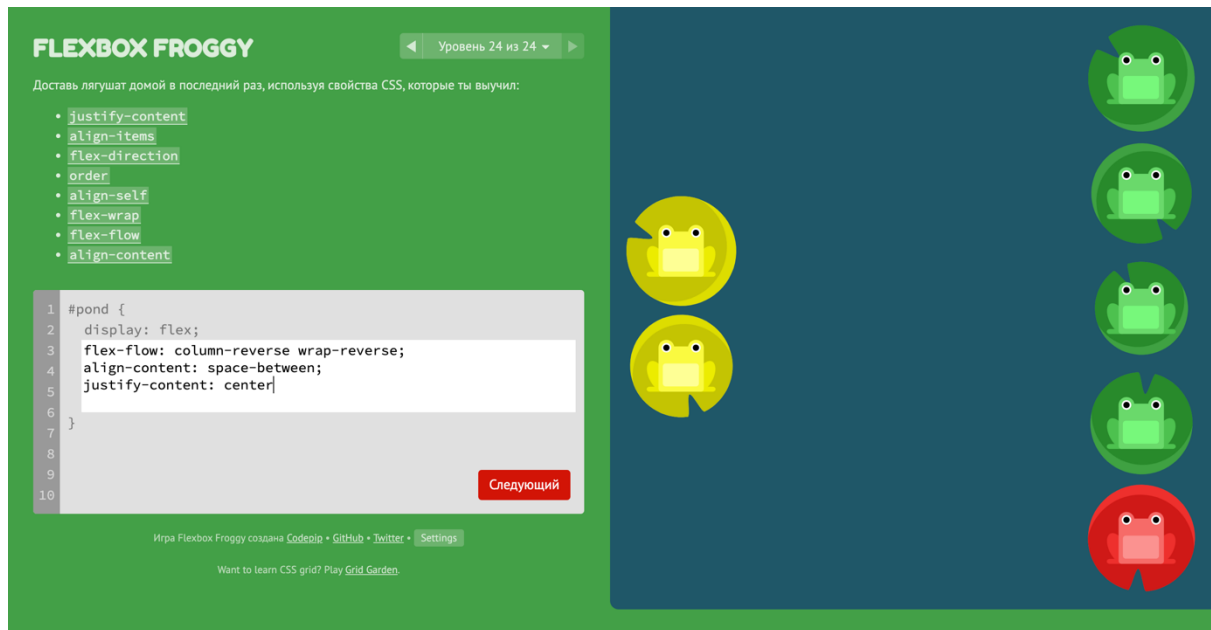 FLEXBOX FROGGY
Уровень 24 из 24
Доставь лягушат домой в последний раз, используя свойства CSS, которые ты выучил:
• justify-content
• align-items
• flex-direction
• order
• align-self
• flex-wrap
• flex-flow
• align-content
1 #pond {
2 display: flex;
3 flex-flow: column-reverse wrap-reverse;
4 align-content: space-between;
5 justify-content: center
6
7 }
8
9
10
Следующий
Игра Flexbox Froggy создана Codepip • GitHub • Twitter • Settings
Want to learn CSS grid? Play Grid Garden.